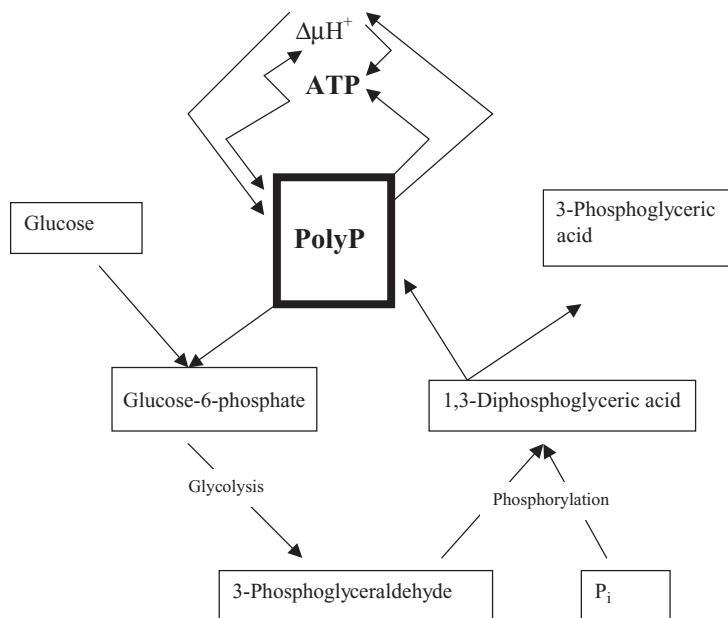 ΔμH⁺
ATP
PolyP
Glucose
3-Phosphoglyceric
acid
Glucose-6-phosphate
1,3-Diphosphoglyceric acid
Glycolysis
Phosphorylation
3-Phosphoglyceraldehyde
Pᵢ